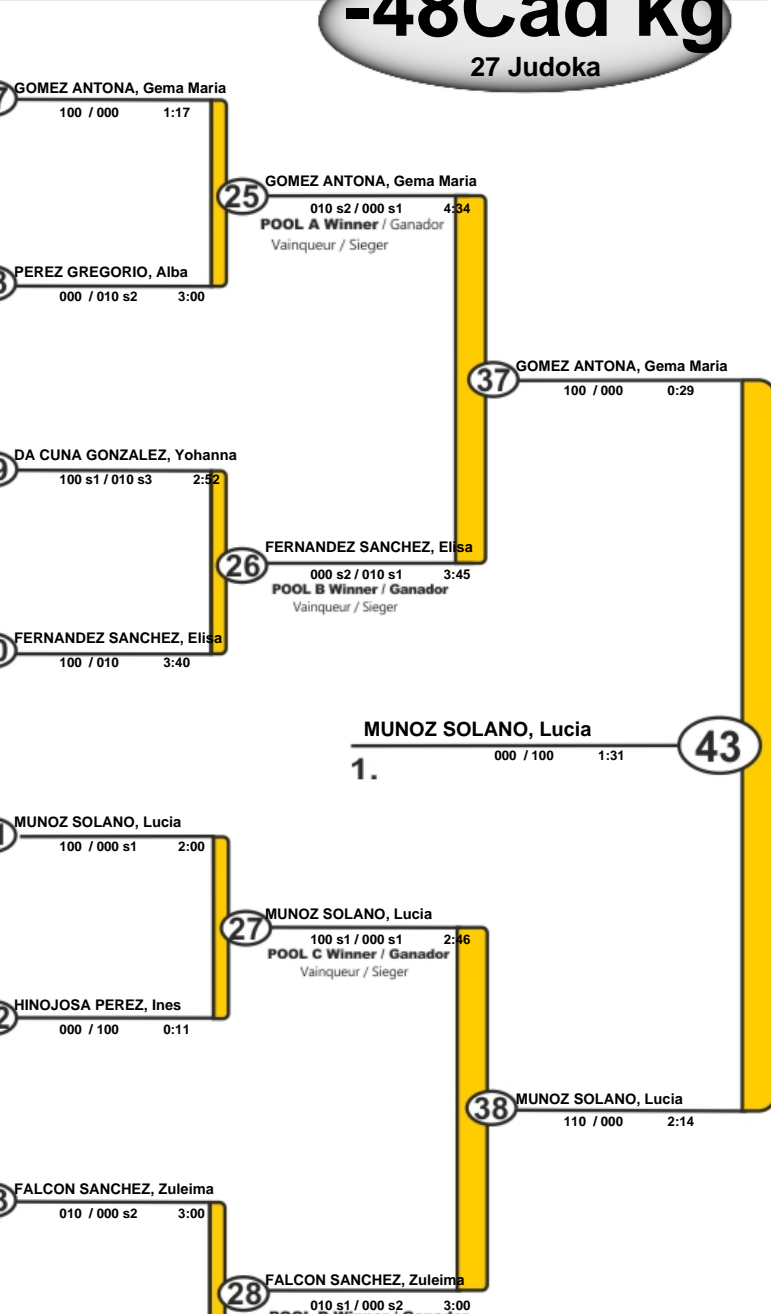 -48Cad kg
27 Judoka
GOMEZ ANTONA, Gema Maria
100 / 000 1:17
25
GOMEZ ANTONA, Gema Maria
010 s2 / 000 s1 4:34
POOL A Winner / Ganador
Vainqueur / Sieger
PEREZ GREGORIO, Alba
000 / 010 s2 3:00
37
GOMEZ ANTONA, Gema Maria
100 / 000 0:29
DA CUNA GONZALEZ, Yohanna
100 s1 / 010 s3 2:52
26
FERNANDEZ SANCHEZ, Elisa
000 s2 / 010 s1 3:45
POOL B Winner / Ganador
Vainqueur / Sieger
FERNANDEZ SANCHEZ, Elisa
100 / 010 3:40
MUNOZ SOLANO, Lucia
000 / 100 1:31
43
1.
MUNOZ SOLANO, Lucia
100 / 000 s1 2:00
27
MUNOZ SOLANO, Lucia
100 s1 / 000 s1 2:46
POOL C Winner / Ganador
Vainqueur / Sieger
HINOJOSA PEREZ, Ines
000 / 100 0:11
38
MUNOZ SOLANO, Lucia
110 / 000 2:14
FALCON SANCHEZ, Zuleima
010 / 000 s2 3:00
28
FALCON SANCHEZ, Zuleima
010 s1 / 000 s2 3:00